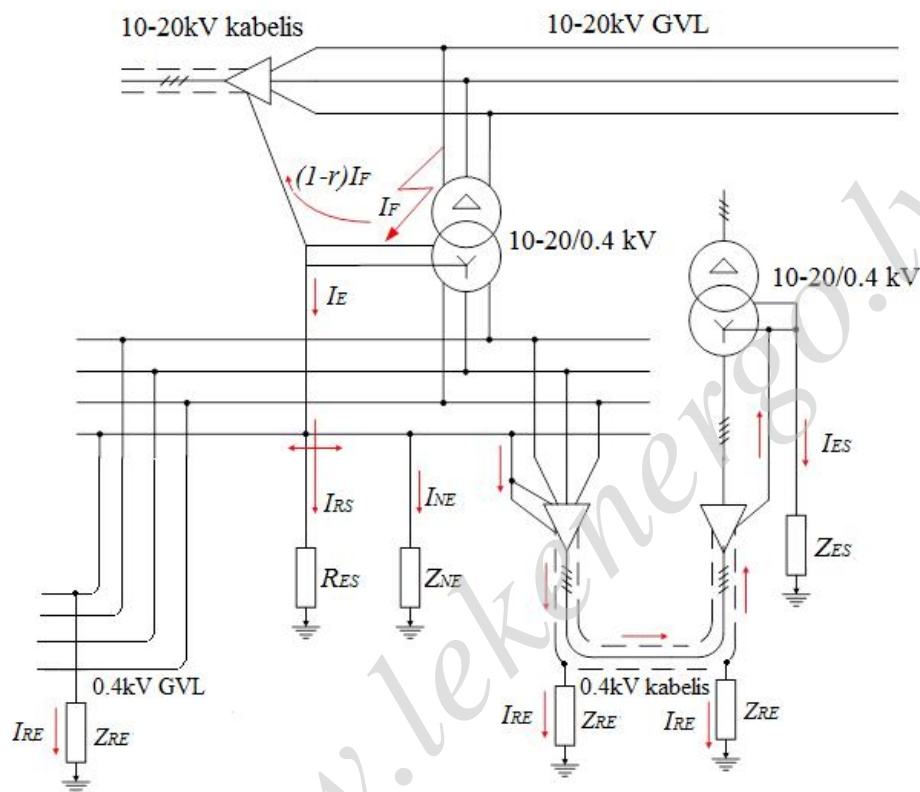 10-20kV kabelis
10-20kV GVL
(1-r)IF
IF
10-20/0.4 kV
10-20/0.4 kV
IE
IES
IRS
INE
RES
ZNE
ZES
0.4kV GVL
0.4kV kabelis
IRE
ZRE
IRE
ZRE
IRE
ZRE
www.lekenergo.lv